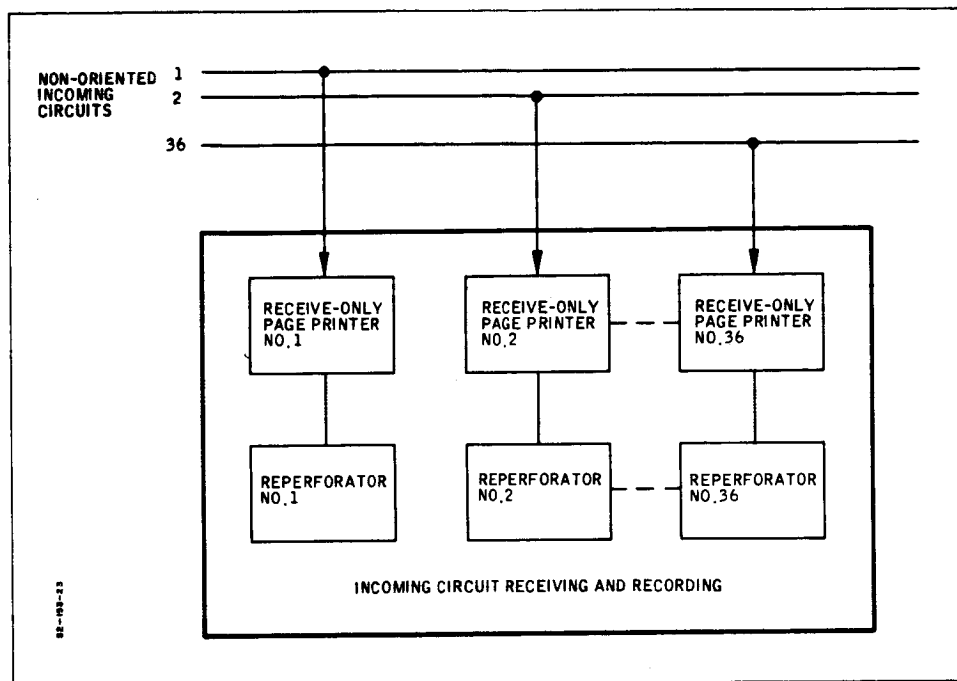 NON-ORIENTED
INCOMING
CIRCUITS
1
2
36
RECEIVE-ONLY
PAGE PRINTER
NO.1
RECEIVE-ONLY
PAGE PRINTER
NO.2
RECEIVE-ONLY
PAGE PRINTER
NO.36
REPERFORATOR
NO.1
REPERFORATOR
NO.2
REPERFORATOR
NO.36
INCOMING CIRCUIT RECEIVING AND RECORDING